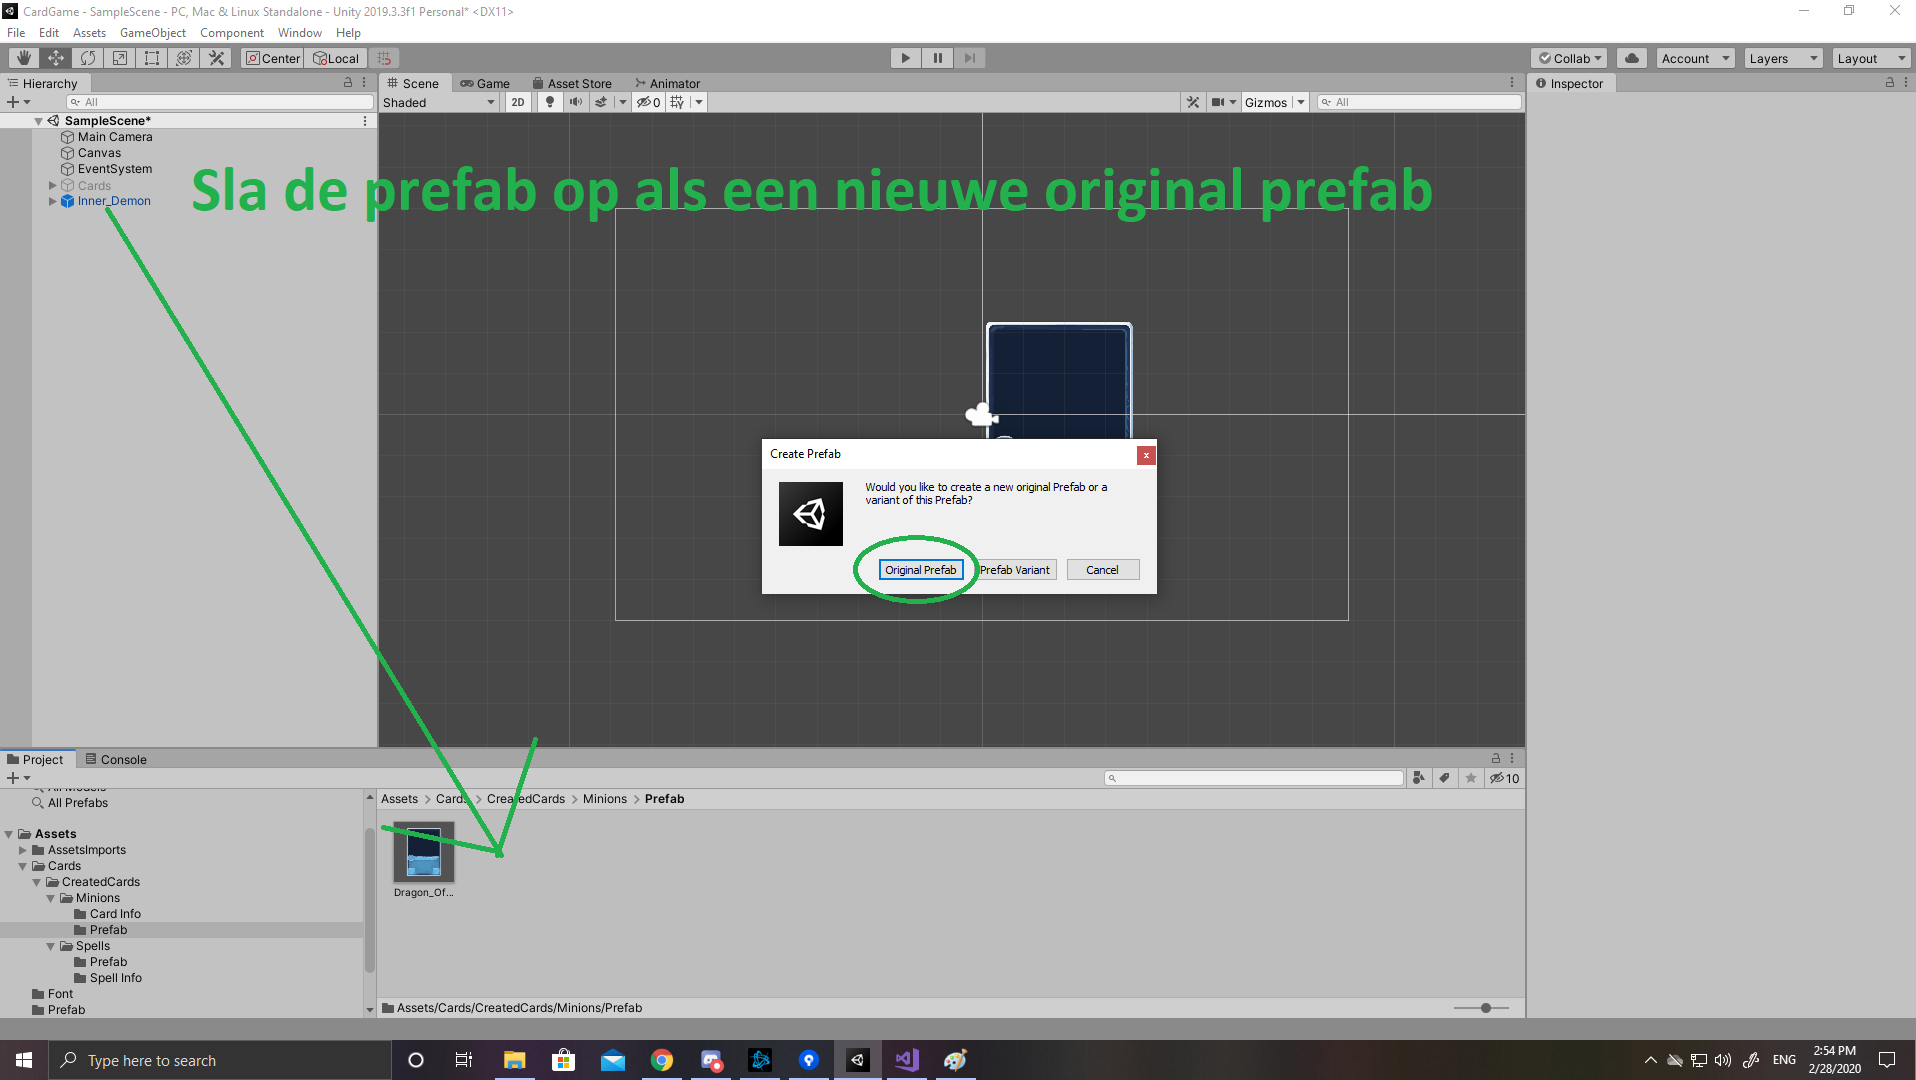 CardGame - SampleScene - PC, Mac & Linux Standalone - Unity 2019.3.3f1 Personal* <DX11>
File Edit Assets GameObject Component Window Help
Center Local Collab Account Layers Layout
Hierarchy Scene Game Asset Store Animator Inspector
All Shaded 2D 0 Gizmos All
SampleScene*
Main Camera
Canvas
EventSystem
Cards
Inner_Demon
Sla de prefab op als een nieuwe original prefab
Create Prefab x
Would you like to create a new original Prefab or a
variant of this Prefab?
Original Prefab Prefab Variant Cancel
Project Console
10
All Models
All Prefabs
Assets > Cards > CreatedCards > Minions > Prefab
Assets
AssetsImports
Cards
CreatedCards
Minions
Card Info
Prefab
Spells
Prefab
Spell Info
Font
Prefab
Dragon_Of...
Assets/Cards/CreatedCards/Minions/Prefab
Type here to search
ENG
2:54 PM
2/28/2020